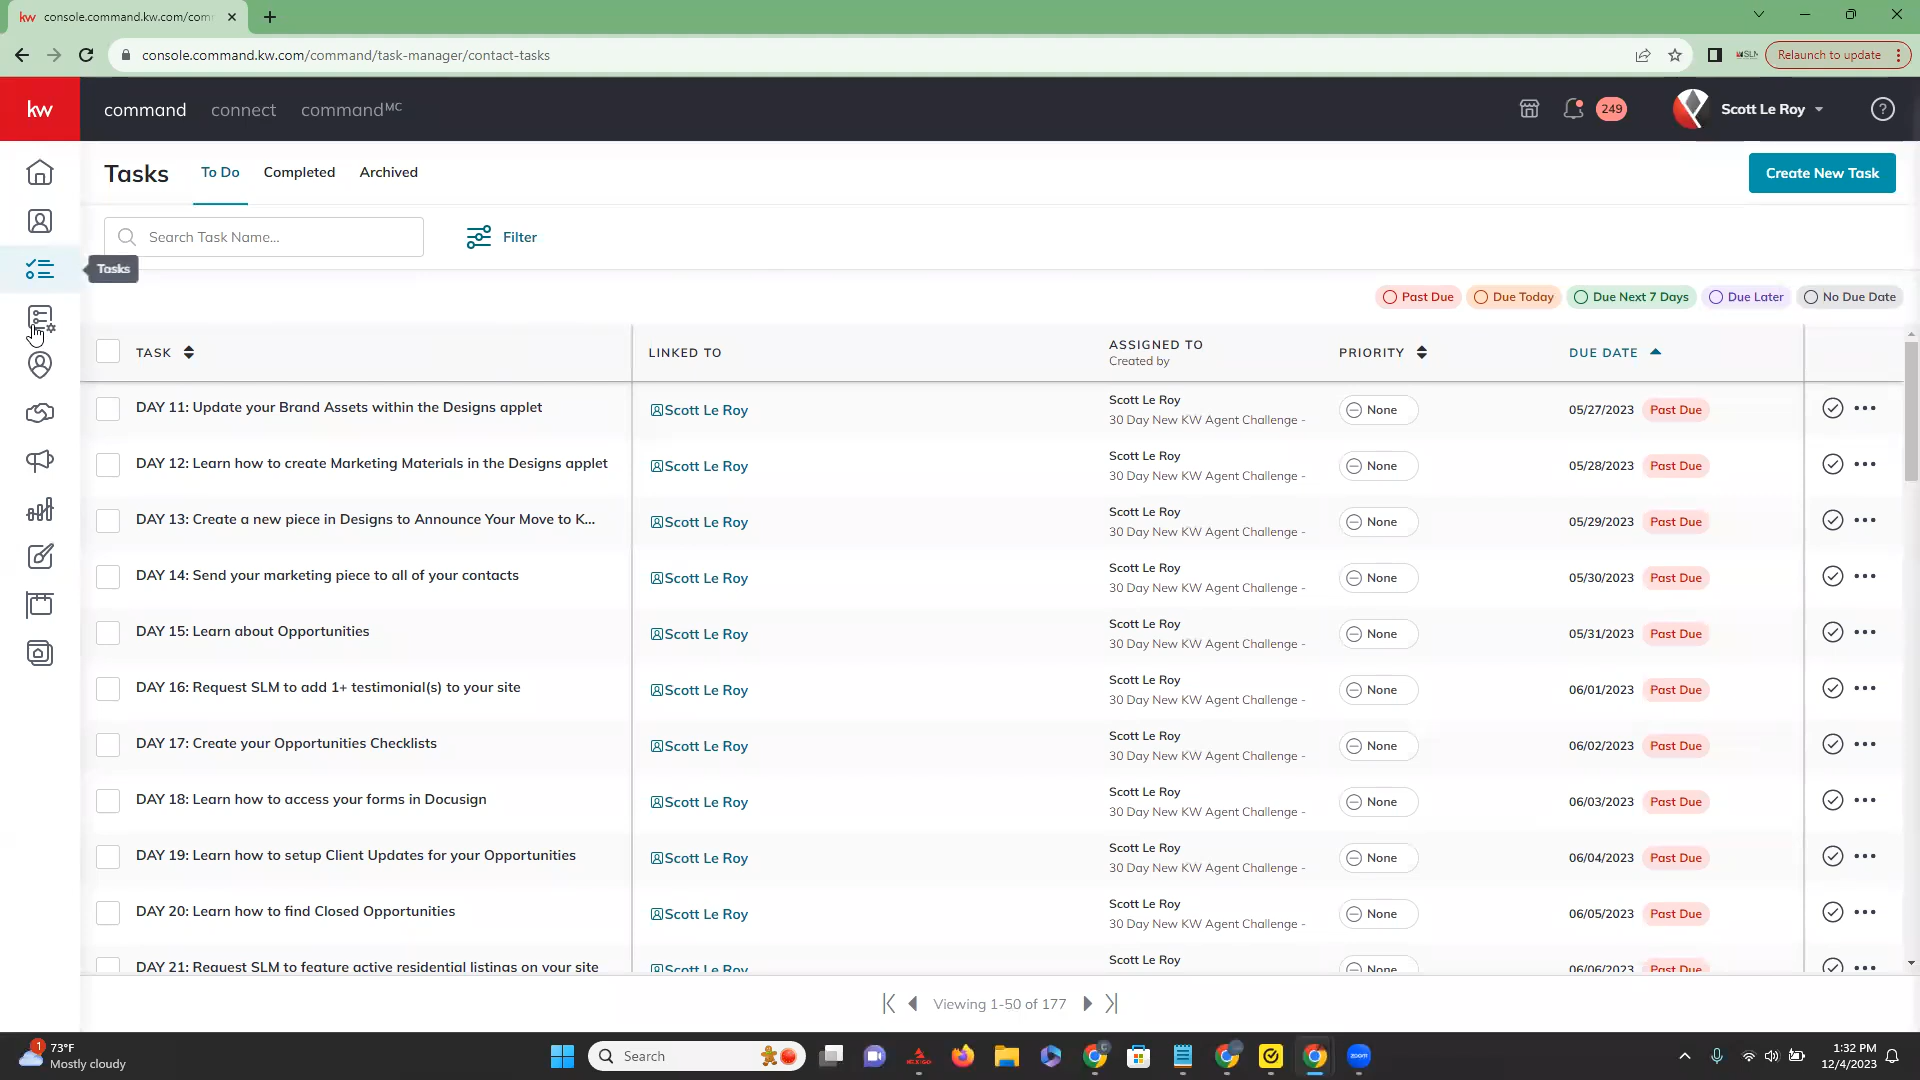 kw console.command.kw.com/com
console.command.kw.com/command/task-manager/contact-tasks
Relaunch to update
kw command connect commandMC
249 Scott Le Roy
Tasks To Do Completed Archived Create New Task
Search Task Name... Filter
Tasks
Past Due Due Today Due Next 7 Days Due Later No Due Date
TASK LINKED TO ASSIGNED TO PRIORITY DUE DATE
Created by
DAY 11: Update your Brand Assets within the Designs applet Scott Le Roy Scott Le Roy None 05/27/2023 Past Due
30 Day New KW Agent Challenge -
DAY 12: Learn how to create Marketing Materials in the Designs applet Scott Le Roy Scott Le Roy None 05/28/2023 Past Due
30 Day New KW Agent Challenge -
DAY 13: Create a new piece in Designs to Announce Your Move to K... Scott Le Roy Scott Le Roy None 05/29/2023 Past Due
30 Day New KW Agent Challenge -
DAY 14: Send your marketing piece to all of your contacts Scott Le Roy Scott Le Roy None 05/30/2023 Past Due
30 Day New KW Agent Challenge -
DAY 15: Learn about Opportunities Scott Le Roy Scott Le Roy None 05/31/2023 Past Due
30 Day New KW Agent Challenge -
DAY 16: Request SLM to add 1+ testimonial(s) to your site Scott Le Roy Scott Le Roy None 06/01/2023 Past Due
30 Day New KW Agent Challenge -
DAY 17: Create your Opportunities Checklists Scott Le Roy Scott Le Roy None 06/02/2023 Past Due
30 Day New KW Agent Challenge -
DAY 18: Learn how to access your forms in Docusign Scott Le Roy Scott Le Roy None 06/03/2023 Past Due
30 Day New KW Agent Challenge -
DAY 19: Learn how to setup Client Updates for your Opportunities Scott Le Roy Scott Le Roy None 06/04/2023 Past Due
30 Day New KW Agent Challenge -
DAY 20: Learn how to find Closed Opportunities Scott Le Roy Scott Le Roy None 06/05/2023 Past Due
30 Day New KW Agent Challenge -
DAY 21: Request SLM to feature active residential listings on your site Scott Le Roy Scott Le Roy None 06/06/2023 Past Due
Viewing 1-50 of 177
1 73°F
Mostly cloudy
Search
zoom
1:32 PM
12/4/2023